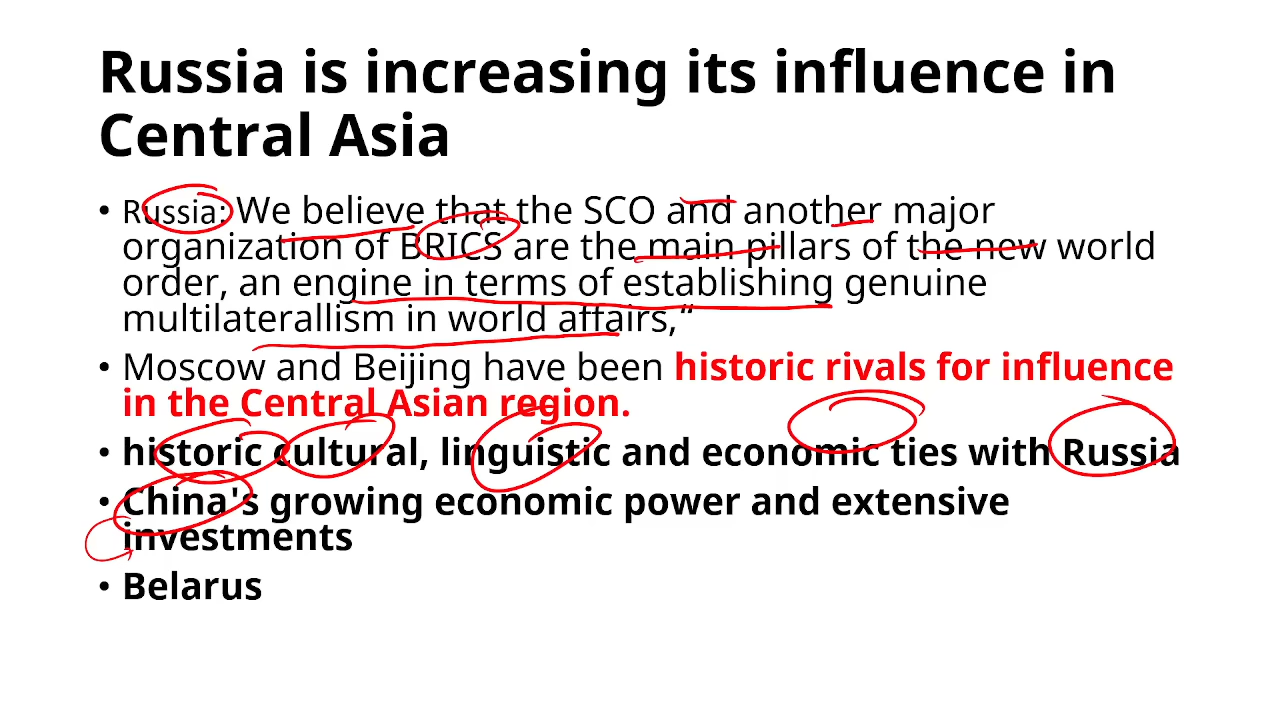 Russia is increasing its influence in
Central Asia
• Russia: We believe that the SCO and another major
organization of BRICS are the main pillars of the new world
order, an engine in terms of establishing genuine
multilaterallism in world affairs,“
• Moscow and Beijing have been historic rivals for influence
in the Central Asian region.
• historic cultural, linguistic and economic ties with Russia
• China's growing economic power and extensive
investments
• Belarus